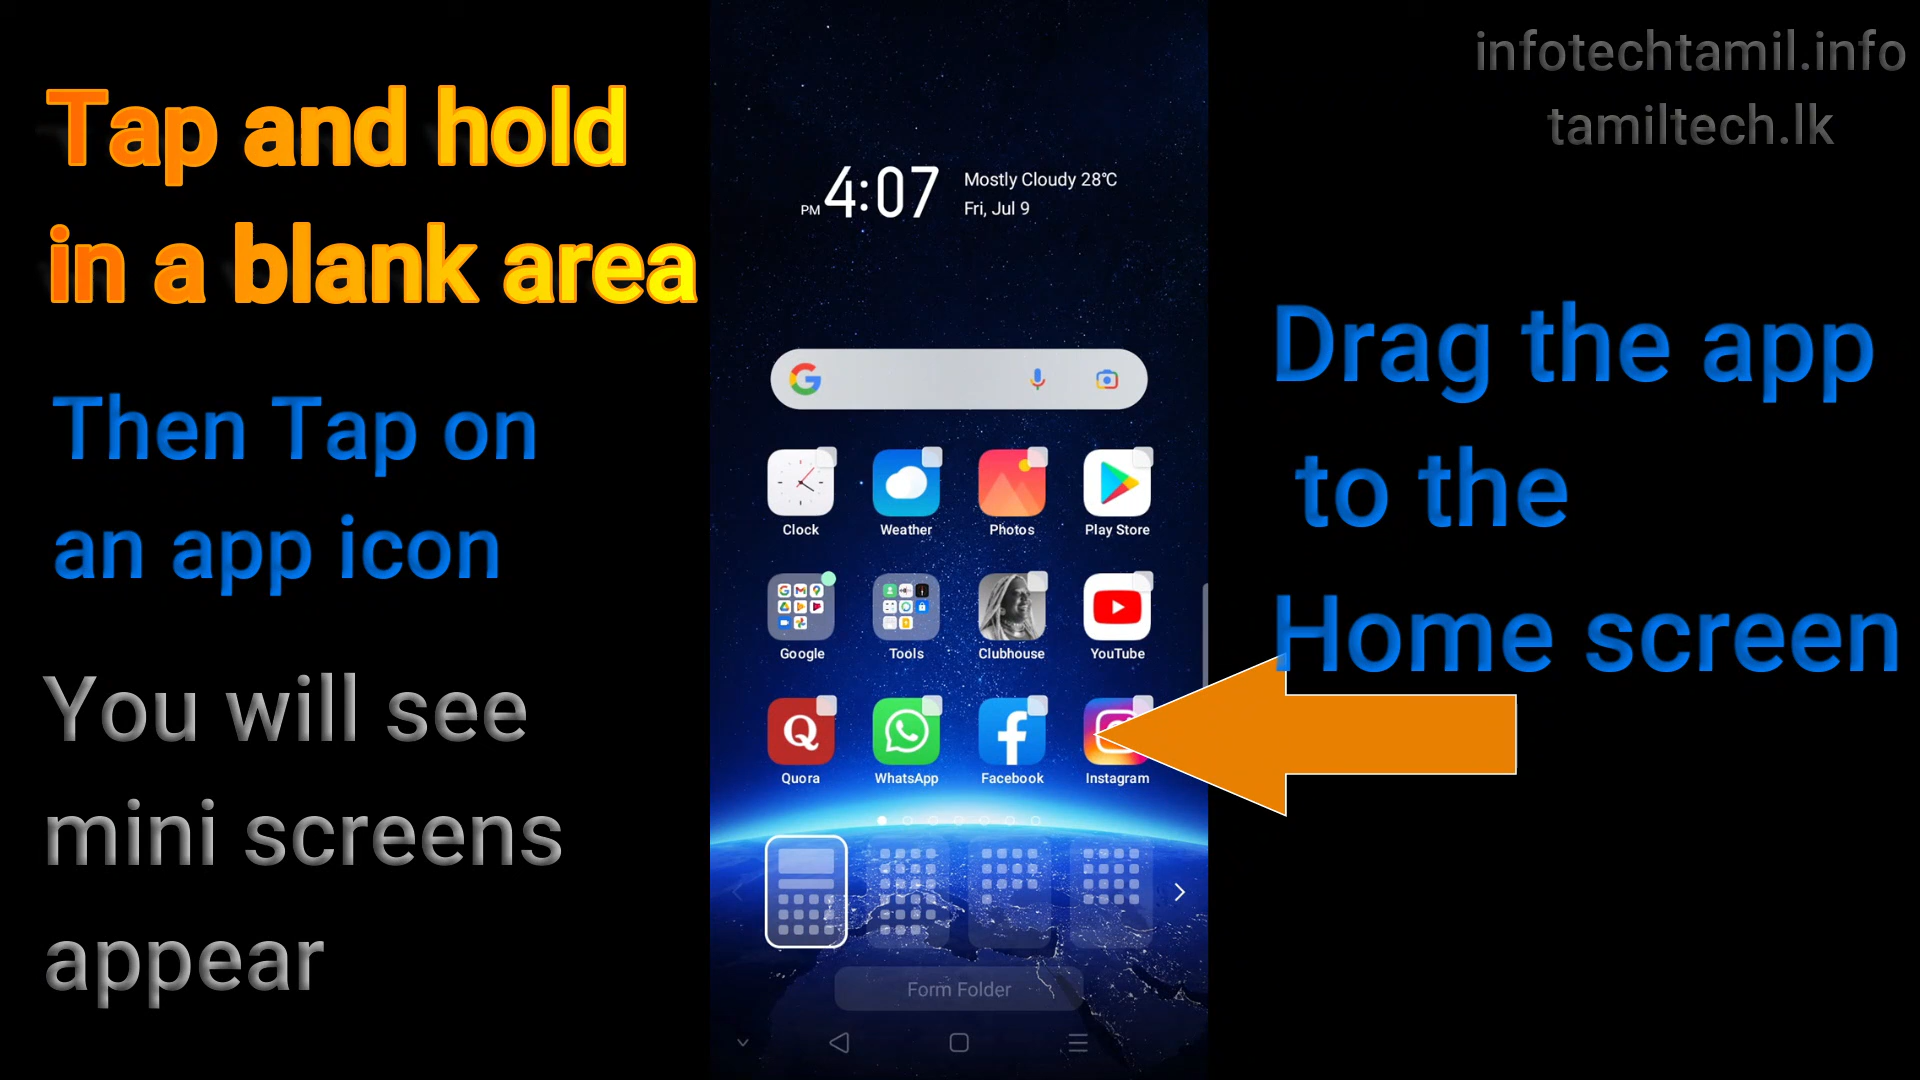 infotechtamil.info
tamiltech.lk
Tap and hold
in a blank area
Then Tap on
an app icon
You will see
mini screens
appear
PM 4:07
Mostly Cloudy 28℃
Fri, Jul 9
Clock Weather Photos Play Store
Google Tools Clubhouse YouTube
Quora WhatsApp Facebook Instagram
Form Folder
Drag the app
to the
Home screen